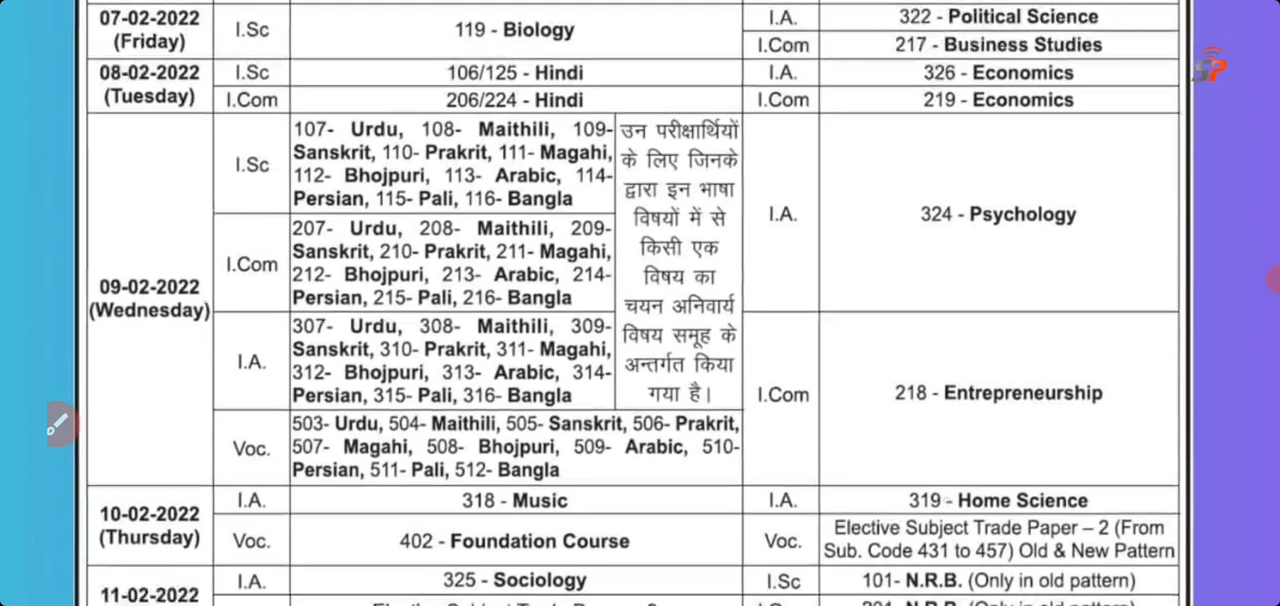 07-02-2022
(Friday)
I.Sc
119 - Biology
I.A.
322 - Political Science
I.Com
217 - Business Studies
08-02-2022
(Tuesday)
I.Sc
106/125 - Hindi
I.A.
326 - Economics
I.Com
206/224 - Hindi
I.Com
219 - Economics
09-02-2022
(Wednesday)
I.Sc
107- Urdu, 108- Maithili, 109-
Sanskrit, 110- Prakrit, 111- Magahi,
112- Bhojpuri, 113- Arabic, 114-
Persian, 115- Pali, 116- Bangla
I.Com
207- Urdu, 208- Maithili, 209-
Sanskrit, 210- Prakrit, 211- Magahi,
212- Bhojpuri, 213- Arabic, 214-
Persian, 215- Pali, 216- Bangla
I.A.
307- Urdu, 308- Maithili, 309-
Sanskrit, 310- Prakrit, 311- Magahi,
312- Bhojpuri, 313- Arabic, 314-
Persian, 315- Pali, 316- Bangla
उन परीक्षार्थियों
के लिए जिनके
द्वारा इन भाषा
विषयों में से
किसी एक
विषय का
चयन अनिवार्य
विषय समूह के
अन्तर्गत किया
गया है।
Voc.
503- Urdu, 504- Maithili, 505- Sanskrit, 506- Prakrit,
507- Magahi, 508- Bhojpuri, 509- Arabic, 510-
Persian, 511- Pali, 512- Bangla
I.A.
324 - Psychology
I.Com
218 - Entrepreneurship
10-02-2022
(Thursday)
I.A.
318 - Music
I.A.
319 - Home Science
Voc.
402 - Foundation Course
Voc.
Elective Subject Trade Paper – 2 (From
Sub. Code 431 to 457) Old & New Pattern
11-02-2022
I.A.
325 - Sociology
I.Sc
101- N.R.B. (Only in old pattern)
SP